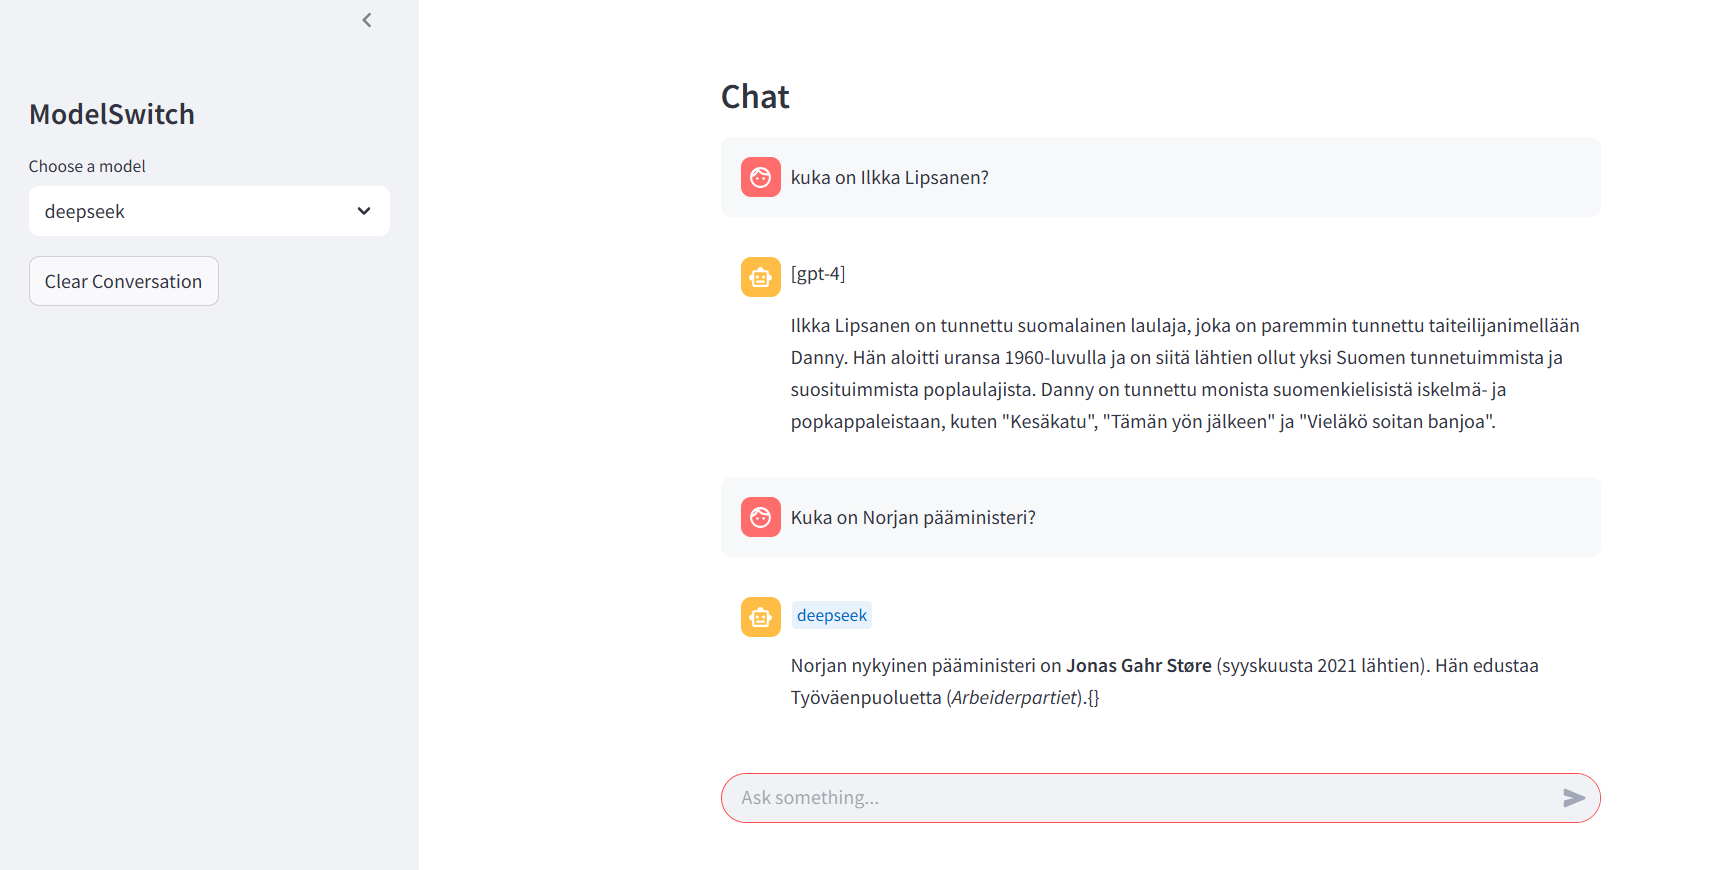 ModelSwitch
Choose a model
deepseek
Clear Conversation
Chat
kuka on Ilkka Lipsanen?
[gpt-4]
Ilkka Lipsanen on tunnettu suomalainen laulaja, joka on paremmin tunnettu taiteilijanimellään
Danny. Hän aloitti uransa 1960-luvulla ja on siitä lähtien ollut yksi Suomen tunnetuimmista ja
suosituimmista poplaulajista. Danny on tunnettu monista suomenkielisistä iskelmä- ja
popkappaleistaan, kuten "Kesäkatu", "Tämän yön jälkeen" ja "Vieläkö soitan banjoa".
Kuka on Norjan pääministeri?
deepseek
Norjan nykyinen pääministeri on Jonas Gahr Støre (syyskuusta 2021 lähtien). Hän edustaa
Työväenpuoluetta (Arbeiderpartiet).{}
Ask something...